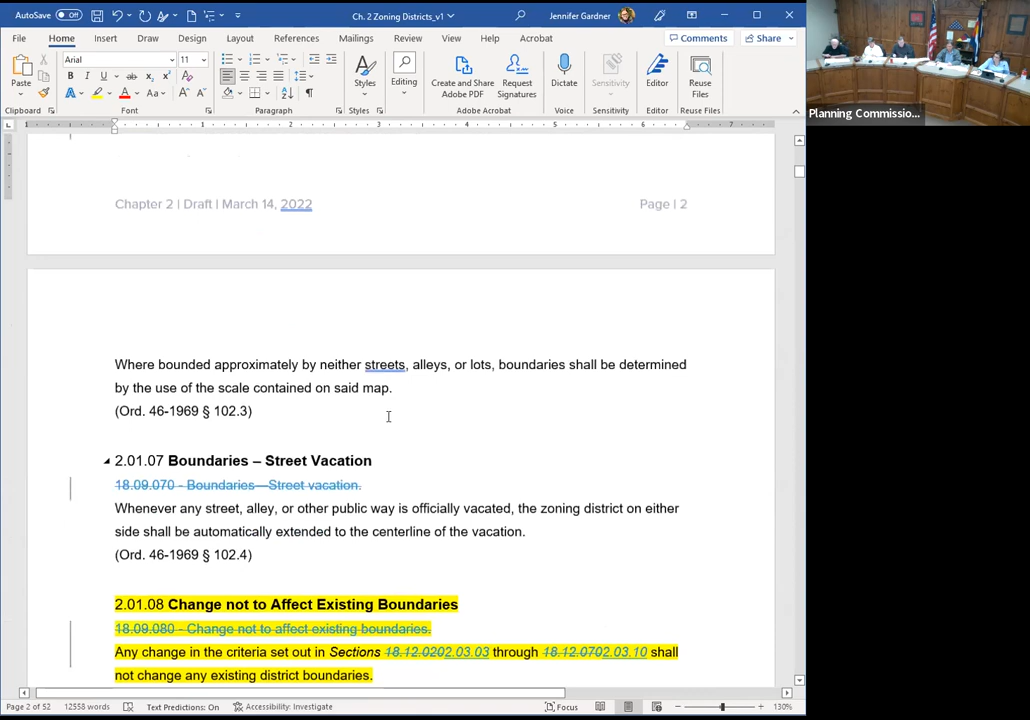 AutoSave Off
Ch. 2 Zoning Districts_v1
Jennifer Gardner
File Home Insert Draw Design Layout References Mailings Review View Help Acrobat
Comments Share
Arial 11
Paste
Styles
Editing
Create and Share Adobe PDF
Request Signatures
Dictate
Sensitivity
Editor
Reuse Files
Clipboard Font Paragraph Styles Adobe Acrobat Voice Sensitivity Editor Reuse Files
Planning Commissio...
Chapter 2 | Draft | March 14, 2022 Page | 2
Where bounded approximately by neither streets, alleys, or lots, boundaries shall be determined
by the use of the scale contained on said map.
(Ord. 46-1969 § 102.3)
2.01.07 Boundaries – Street Vacation
18.09.070 - Boundaries—Street vacation.
Whenever any street, alley, or other public way is officially vacated, the zoning district on either
side shall be automatically extended to the centerline of the vacation.
(Ord. 46-1969 § 102.4)
2.01.08 Change not to Affect Existing Boundaries
18.09.080 - Change not to affect existing boundaries.
Any change in the criteria set out in Sections 18.12.0202.03.03 through 18.12.0702.03.10 shall
not change any existing district boundaries.
Page 2 of 52 12558 words Text Predictions: On Accessibility: Investigate Focus 130%